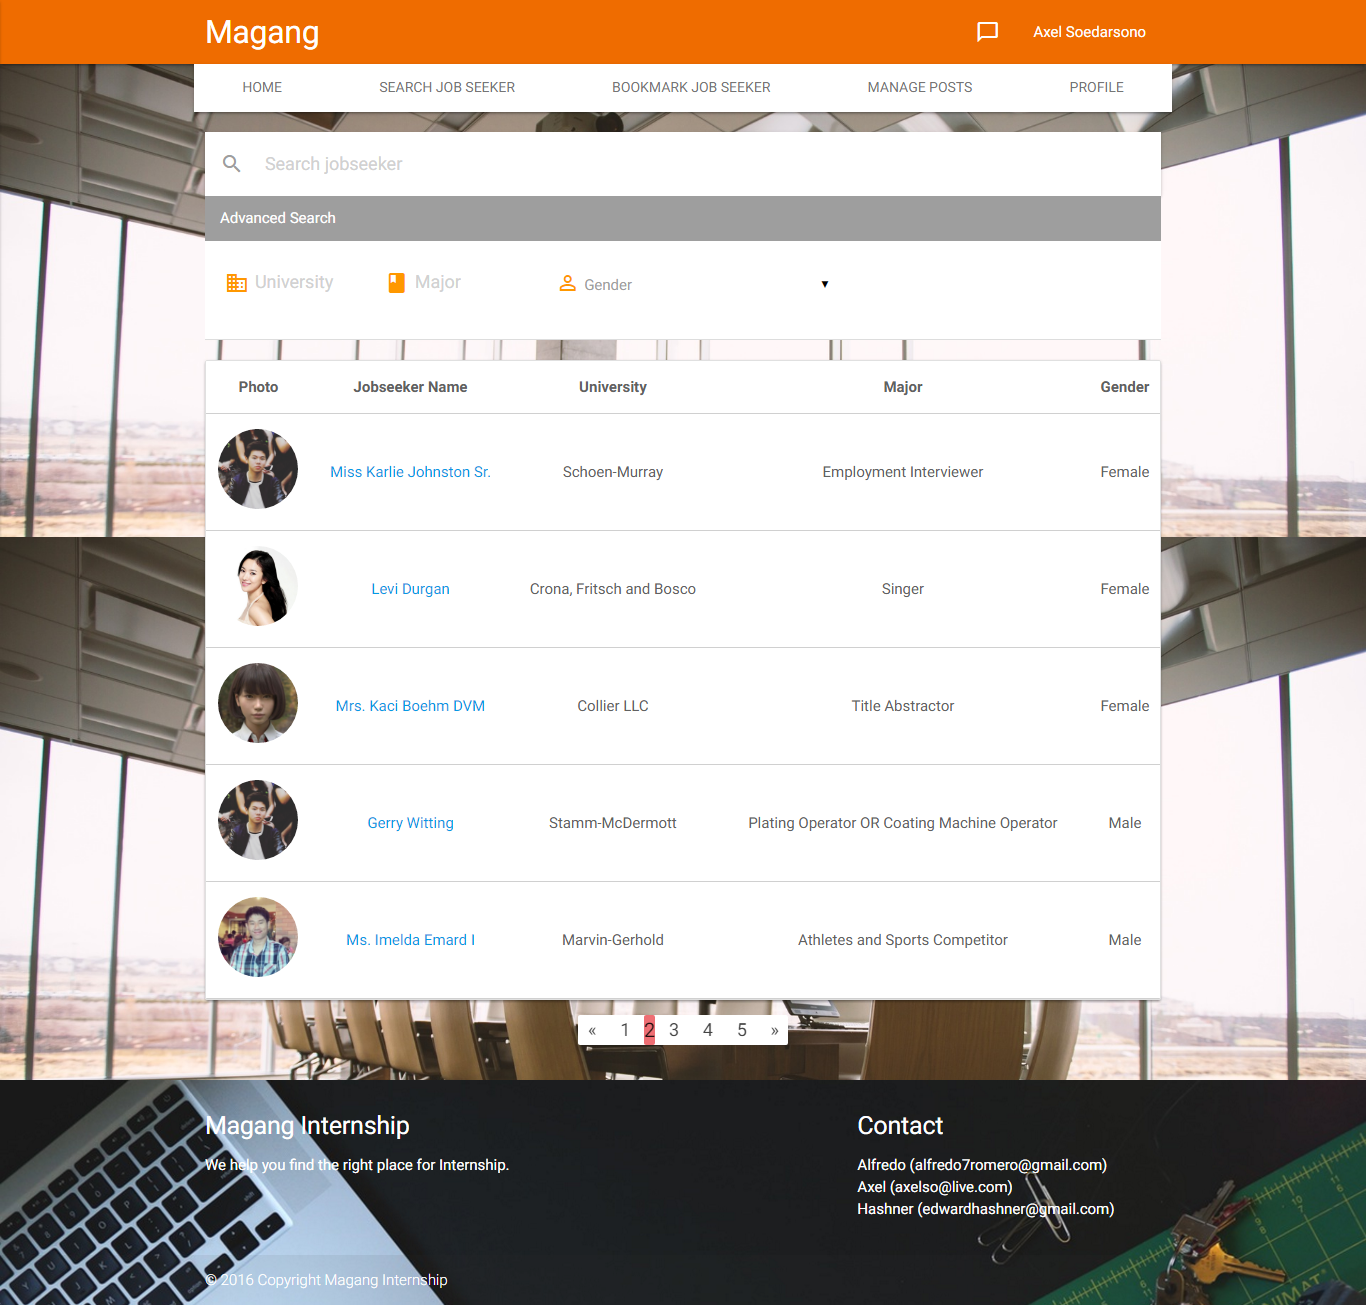 Magang
Axel Soedarsono
HOME
SEARCH JOB SEEKER
BOOKMARK JOB SEEKER
MANAGE POSTS
PROFILE
Search jobseeker
Advanced Search
University
Major
Gender
Photo Jobseeker Name University Major Gender
Miss Karlie Johnston Sr. Schoen-Murray Employment Interviewer Female
Levi Durgan Crona, Fritsch and Bosco Singer Female
Mrs. Kaci Boehm DVM Collier LLC Title Abstractor Female
Gerry Witting Stamm-McDermott Plating Operator OR Coating Machine Operator Male
Ms. Imelda Emard I Marvin-Gerhold Athletes and Sports Competitor Male
« 1 2 3 4 5 »
Magang Internship
We help you find the right place for Internship.
Contact
Alfredo (alfredo7romero@gmail.com)
Axel (axelso@live.com)
Hashner (edwardhashner@gmail.com)
© 2016 Copyright Magang Internship